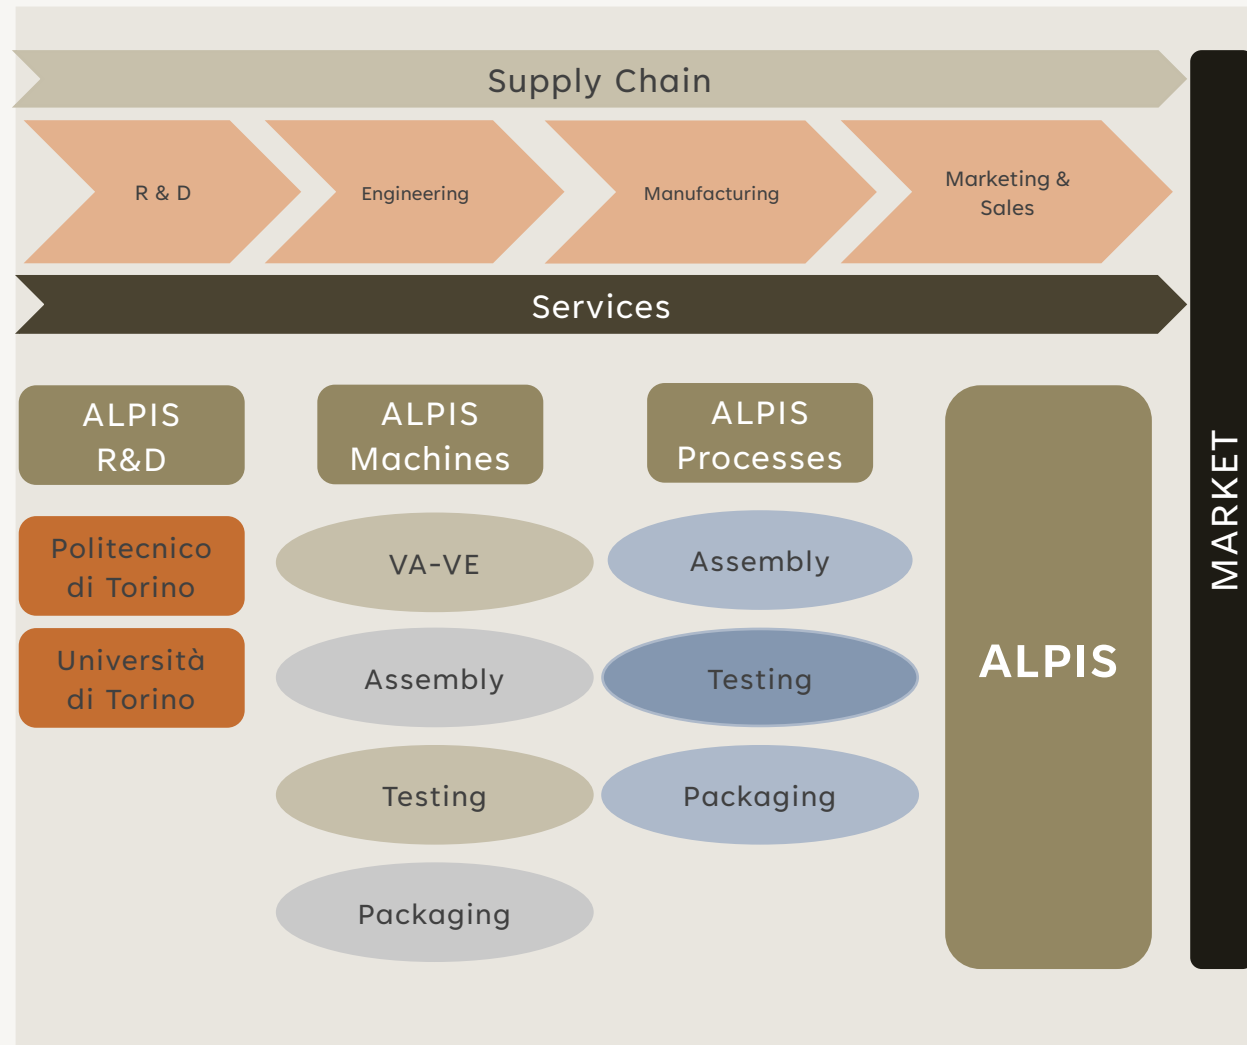 Supply Chain
R & D
Engineering
Manufacturing
Marketing &
Sales
Services
ALPIS
R&D
Politecnico
di Torino
Università
di Torino
ALPIS
Machines
VA-VE
Assembly
Testing
Packaging
ALPIS
Processes
Assembly
Testing
Packaging
ALPIS
MARKET